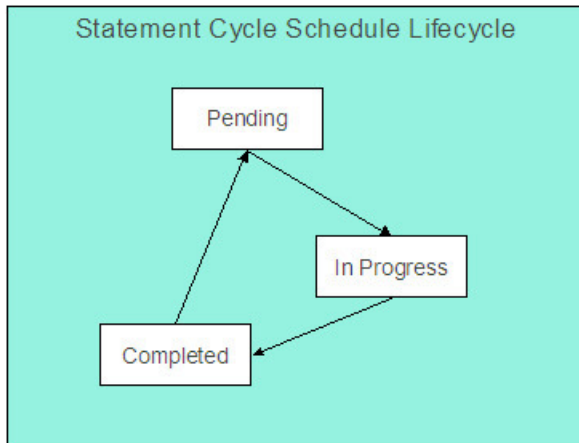 Statement Cycle Schedule Lifecycle
Pending
In Progress
Completed